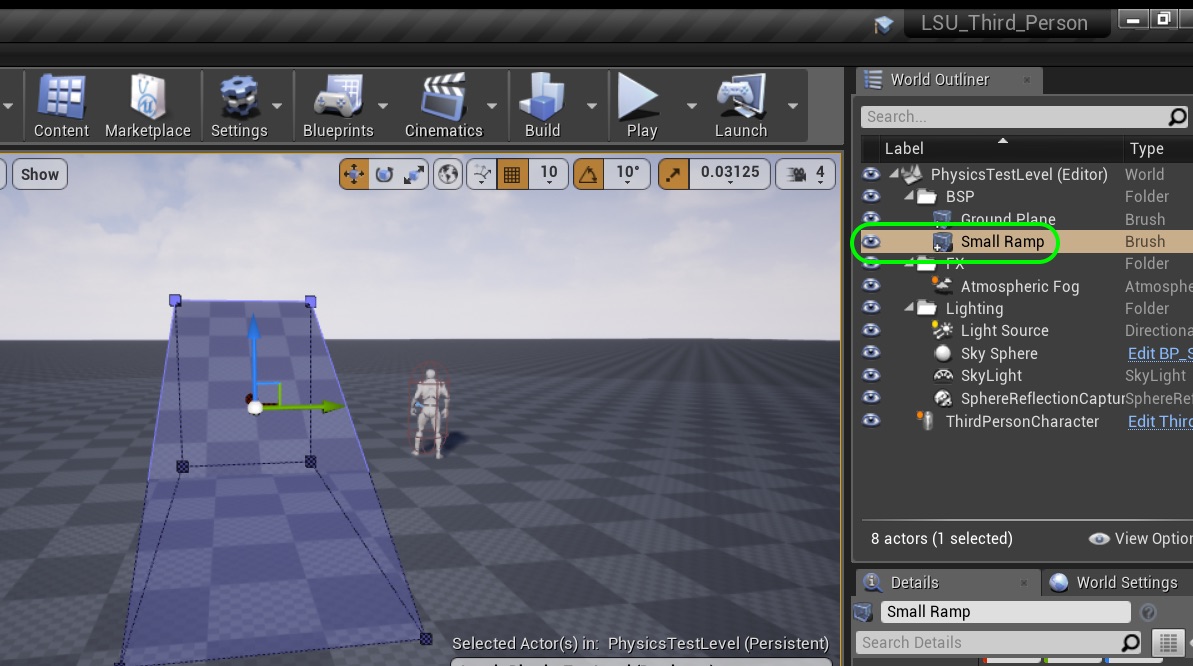 LSU_Third_Person
Content
Marketplace
Settings
Blueprints
Cinematics
Build
Play
Launch
Show
10
10°
0.03125
4
World Outliner
Search...
Label
Type
PhysicsTestLevel (Editor) World
BSP Folder
Ground Plane Brush
Small Ramp Brush
FX Folder
Atmospheric Fog Atmosphe
Lighting Folder
Light Source Directiona
Sky Sphere Edit BP_S
SkyLight SkyLight
SphereReflectionCaptur SphereRef
ThirdPersonCharacter Edit Third
8 actors (1 selected)
View Option
Details
World Settings
Small Ramp
Search Details
Selected Actor(s) in: PhysicsTestLevel (Persistent)